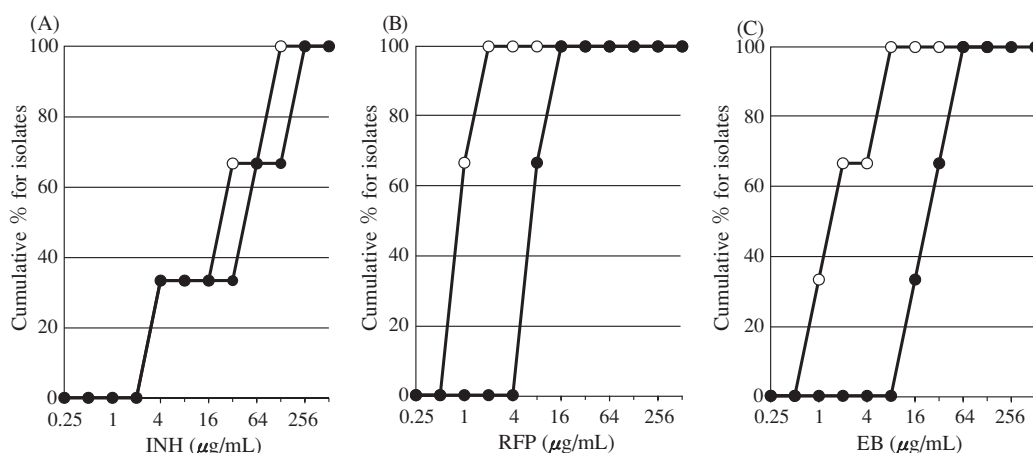 (A)
100
80
60
40
20
0
0.25 1 4 16 64 256
INH (μg/mL)
Cumulative % for isolates
(B)
100
80
60
40
20
0
0.25 1 4 16 64 256
RFP (μg/mL)
Cumulative % for isolates
(C)
100
80
60
40
20
0
0.25 1 4 16 64 256
EB (μg/mL)
Cumulative % for isolates